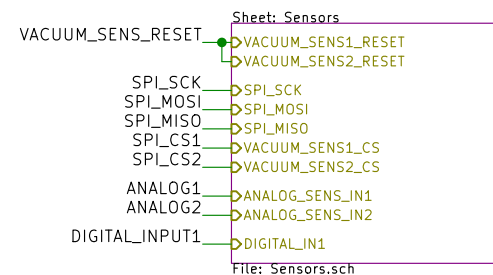 Sheet: Sensors
VACUUM_SENS_RESET
VACUUM_SENS1_RESET
VACUUM_SENS2_RESET
SPI_SCK
SPI_SCK
SPI_MOSI
SPI_MOSI
SPI_MISO
SPI_MISO
SPI_CS1
VACUUM_SENS1_CS
SPI_CS2
VACUUM_SENS2_CS
ANALOG1
ANALOG_SENS_IN1
ANALOG2
ANALOG_SENS_IN2
DIGITAL_INPUT1
DIGITAL_IN1
File: Sensors.sch